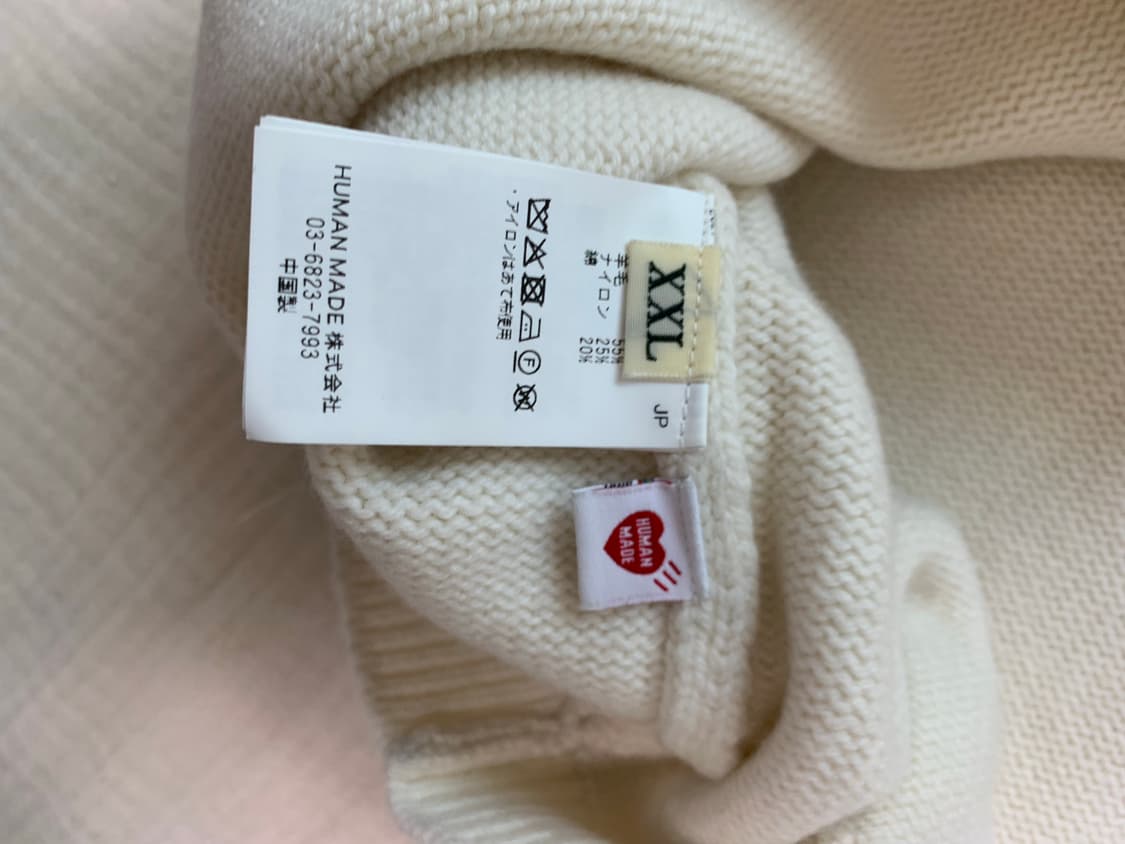 XXL
JP
羊毛 55%
ナイロン 25%
綿 20%
・アイロンはあて布使用
HUMAN MADE 株式会社
03-6823-7993
中国製
HUMAN
MADE